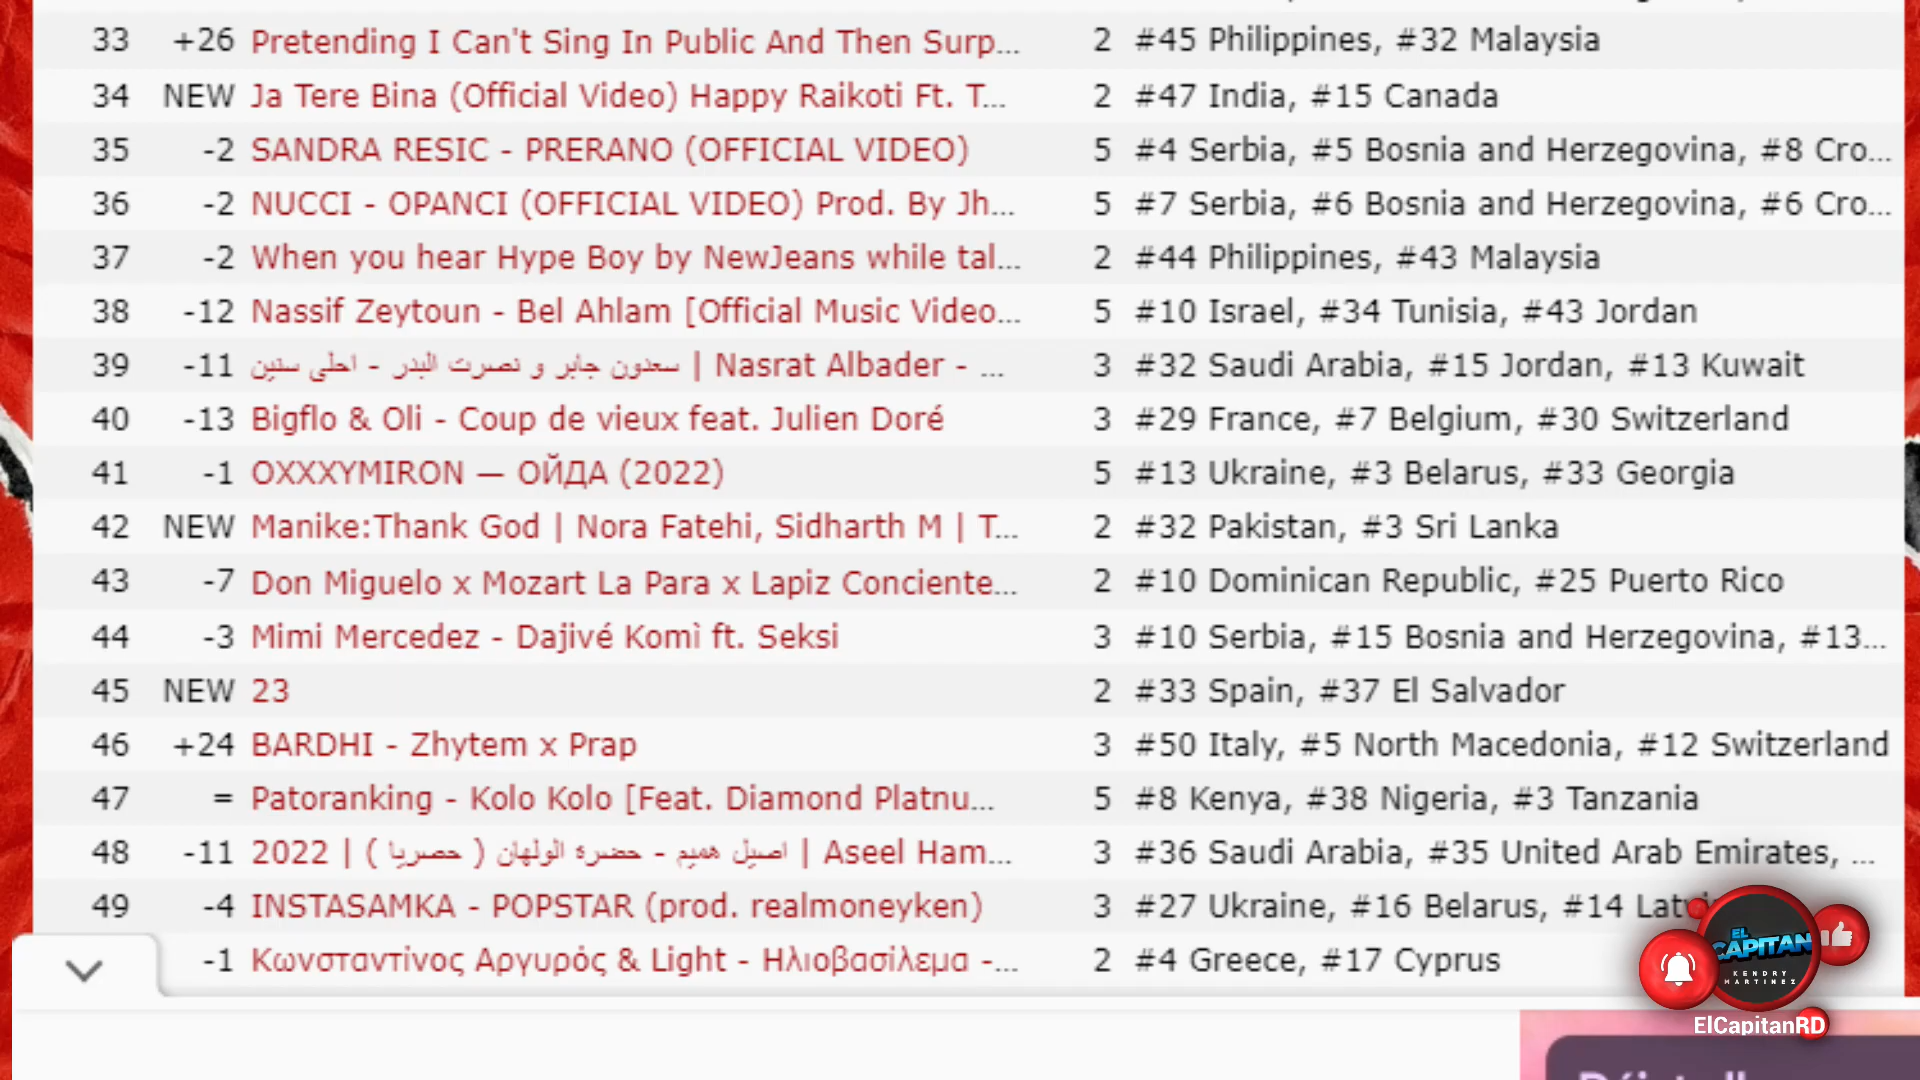 33 +26 Pretending I Can't Sing In Public And Then Surp... 2 #45 Philippines, #32 Malaysia
34 NEW Ja Tere Bina (Official Video) Happy Raikoti Ft. T... 2 #47 India, #15 Canada
35 -2 SANDRA RESIC - PRERANO (OFFICIAL VIDEO) 5 #4 Serbia, #5 Bosnia and Herzegovina, #8 Cro...
36 -2 NUCCI - OPANCI (OFFICIAL VIDEO) Prod. By Jh... 5 #7 Serbia, #6 Bosnia and Herzegovina, #6 Cro...
37 -2 When you hear Hype Boy by NewJeans while tal... 2 #44 Philippines, #43 Malaysia
38 -12 Nassif Zeytoun - Bel Ahlam [Official Music Video... 5 #10 Israel, #34 Tunisia, #43 Jordan
39 -11 سعدون جابر و نصرت البدر - احلى سنين | Nasrat Albader - ... 3 #32 Saudi Arabia, #15 Jordan, #13 Kuwait
40 -13 Bigflo & Oli - Coup de vieux feat. Julien Doré 3 #29 France, #7 Belgium, #30 Switzerland
41 -1 OXXXYMIRON — ОЙДА (2022) 5 #13 Ukraine, #3 Belarus, #33 Georgia
42 NEW Manike:Thank God | Nora Fatehi, Sidharth M | T... 2 #32 Pakistan, #3 Sri Lanka
43 -7 Don Miguelo x Mozart La Para x Lapiz Conciente... 2 #10 Dominican Republic, #25 Puerto Rico
44 -3 Mimi Mercedez - Dajivé Komì ft. Seksi 3 #10 Serbia, #15 Bosnia and Herzegovina, #13...
45 NEW 23 2 #33 Spain, #37 El Salvador
46 +24 BARDHI - Zhytem x Prap 3 #50 Italy, #5 North Macedonia, #12 Switzerland
47 = Patoranking - Kolo Kolo [Feat. Diamond Platnu... 5 #8 Kenya, #38 Nigeria, #3 Tanzania
48 -11 2022 | ( اصيل هميم - حضرة الولهان ( حصريا | Aseel Ham... 3 #36 Saudi Arabia, #35 United Arab Emirates, ...
49 -4 INSTASAMKA - POPSTAR (prod. realmoneyken) 3 #27 Ukraine, #16 Belarus, #14
-1 Κωνσταντίνος Αργυρός & Light - Ηλιοβασίλεμα -... 2 #4 Greece, #17 Cyprus
EL
CAPITAN
KENDRY
MARTINEZ
ElCapitanRD